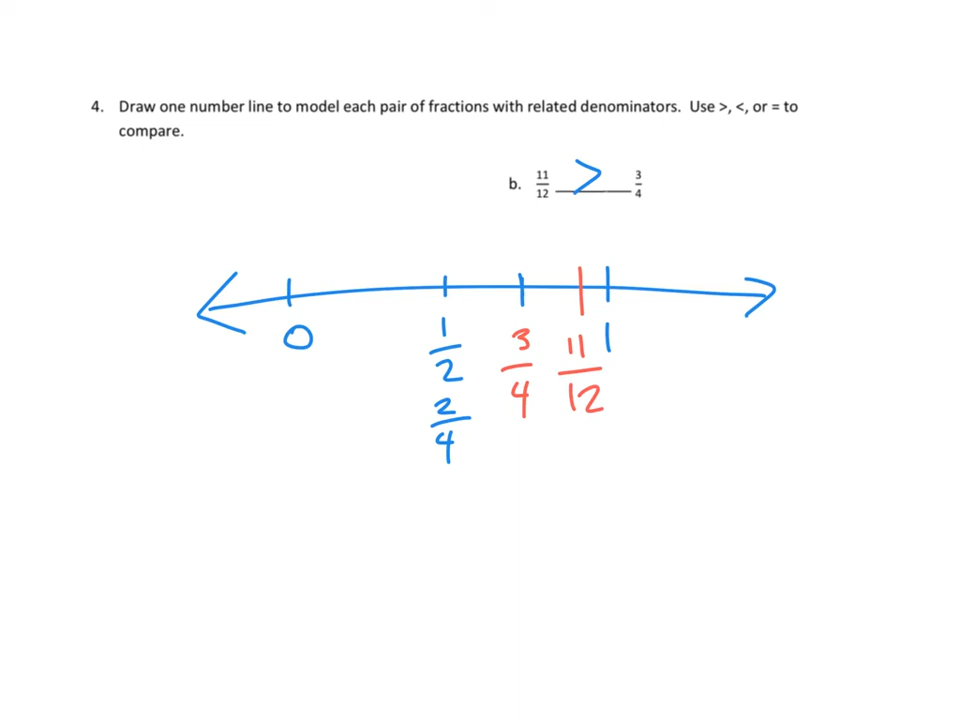 4. Draw one number line to model each pair of fractions with related denominators. Use >, <, or = to
compare.
b. 11/12 > 3/4
0 1/2 3/4 11/12 1
2/4